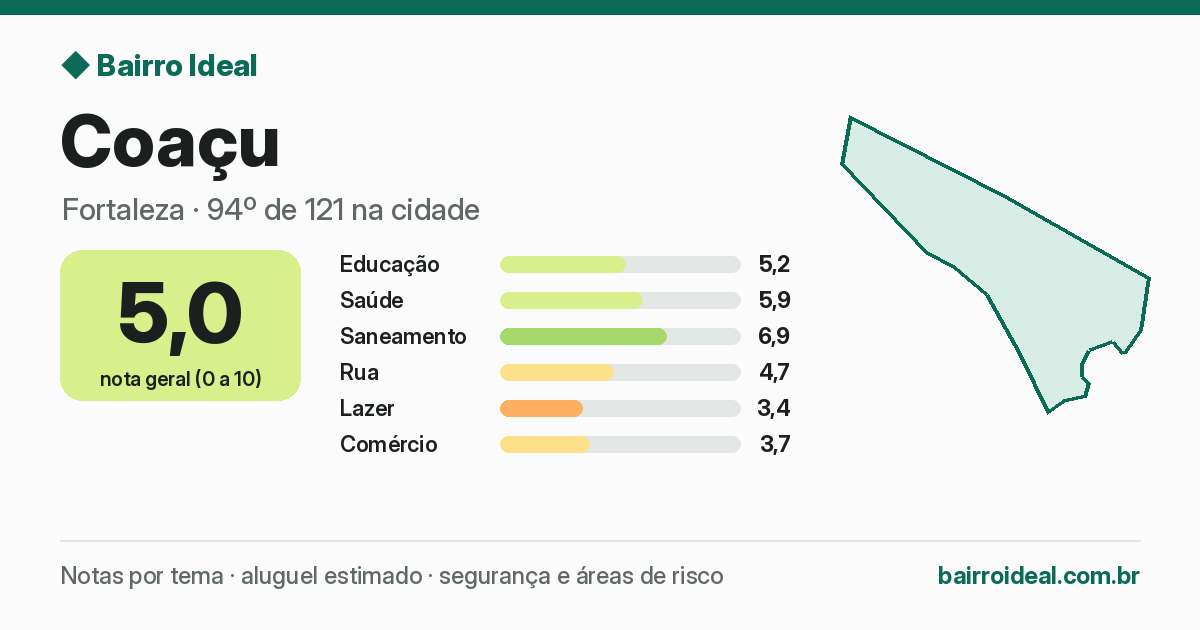 Bairro Ideal
Coaçu
Fortaleza · 94º de 121 na cidade
5,0
nota geral (0 a 10)
Educação 5,2
Saúde 5,9
Saneamento 6,9
Rua 4,7
Lazer 3,4
Comércio 3,7
Notas por tema · aluguel estimado · segurança e áreas de risco
bairroideal.com.br